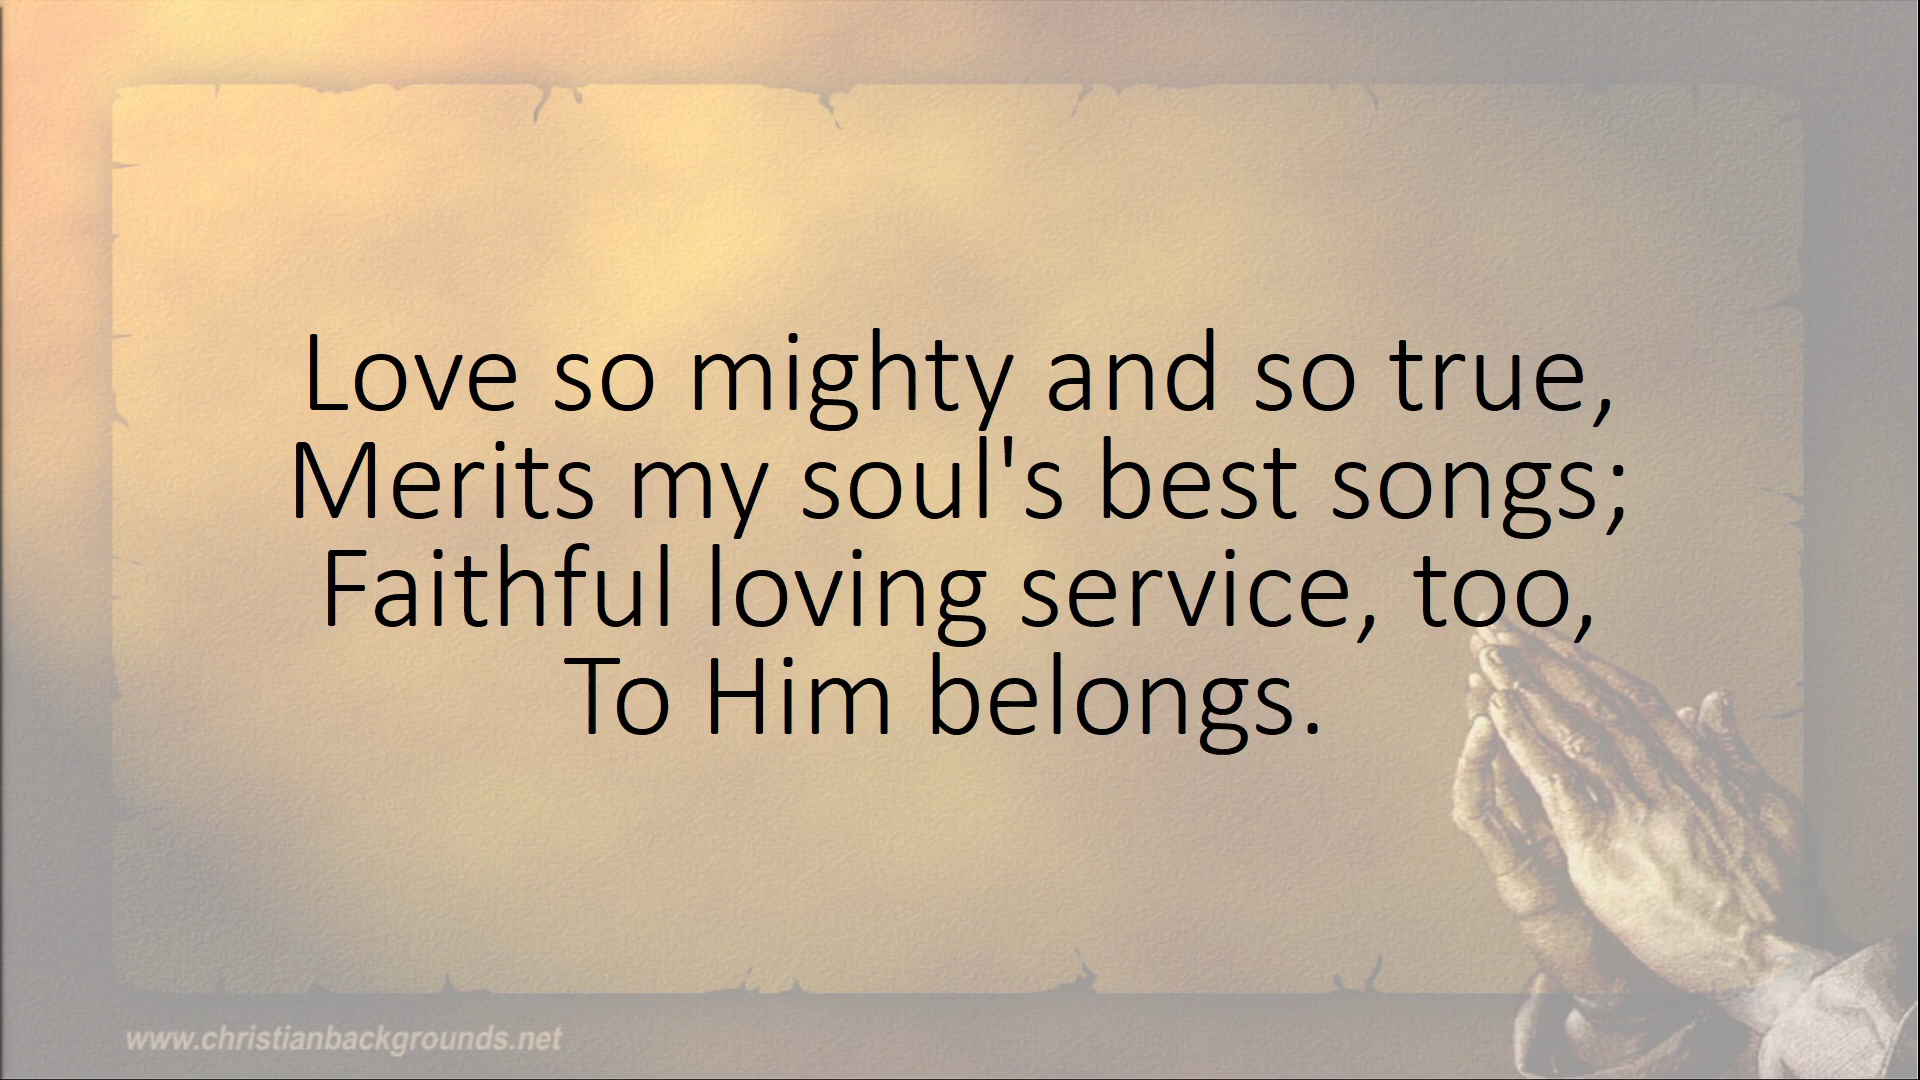 Love so mighty and so true,
Merits my soul's best songs;
Faithful loving service, too,
To Him belongs.
www.christianbackgrounds.net